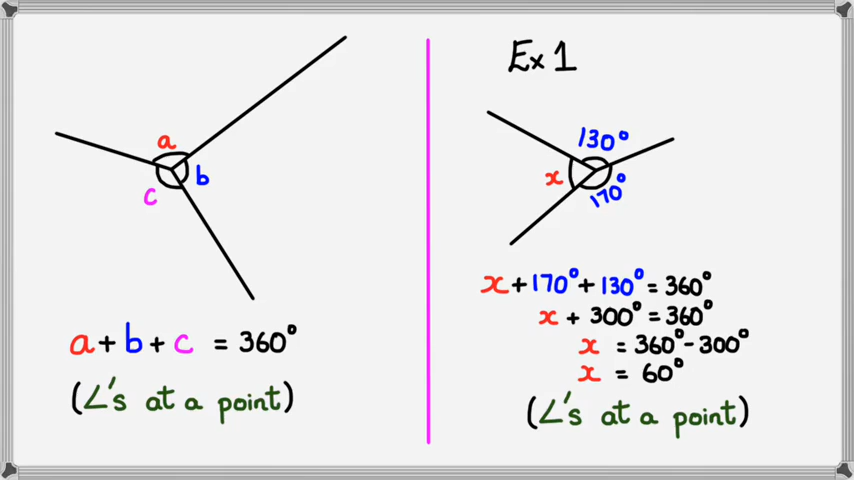 a
b
c
a + b + c = 360°
(∠'s at a point)
Ex 1
130°
x
170°
x + 170° + 130° = 360°
x + 300° = 360°
x = 360° - 300°
x = 60°
(∠'s at a point)